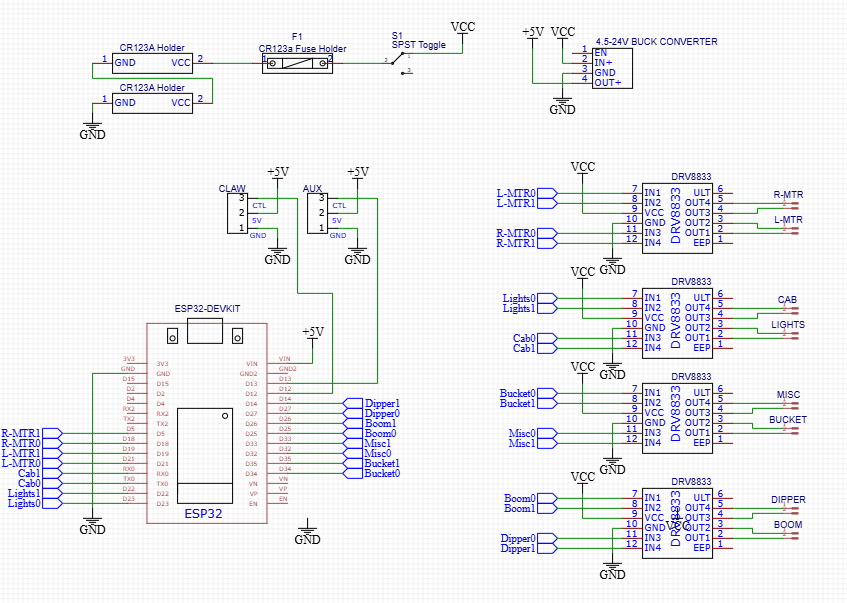 F1
CR123A Holder
CR123a Fuse Holder
S1
SPST Toggle
VCC
1 GND VCC 2
1 2
2 1
3
CR123A Holder
1 GND VCC 2
GND
+5V VCC
4.5-24V BUCK CONVERTER
1 EN
2 IN+
3 GND
4 OUT+
GND
+5V
+5V
CLAW
AUX
3 CTL
2 5V
1 GND
3 CTL
2 5V
1 GND
GND
GND
ESP32-DEVKIT
+5V
3V3 3V3 VIN VIN
GND GND GND2 GND2
D15 D15 D13 D13
D2 D2 D12 D12
D4 D4 D14 D14 Dipper1
RX2 RX2 D27 D27 Dipper0
TX2 TX2 D26 D26 Boom1
R-MTR1 D5 D5 D25 D25 Boom0
R-MTR0 D18 D18 D33 D33 Misc1
L-MTR1 D19 D19 D32 D32 Misc0
L-MTR0 D21 D21 D35 D35 Bucket1
Cab1 RX0 RX0 D34 D34 Bucket0
Cab0 TX0 TX0 VN VN
Lights1 D22 D22 VP VP
Lights0 D23 D23 EN EN
ESP32
GND
GND
VCC
DRV8833
L-MTR0 7 IN1 ULT 6
L-MTR1 8 IN2 OUT4 5 R-MTR
9 VCC OUT3 4
10 GND OUT2 3 L-MTR
R-MTR0 11 IN3 OUT1 2
R-MTR1 12 IN4 EEP 1
DRV8833
GND
VCC
DRV8833
Lights0 7 IN1 ULT 6
Lights1 8 IN2 OUT4 5 CAB
9 VCC OUT3 4
10 GND OUT2 3 LIGHTS
Cab0 11 IN3 OUT1 2
Cab1 12 IN4 EEP 1
DRV8833
GND
VCC
DRV8833
Bucket0 7 IN1 ULT 6
Bucket1 8 IN2 OUT4 5 MISC
9 VCC OUT3 4
10 GND OUT2 3 BUCKET
Misc0 11 IN3 OUT1 2
Misc1 12 IN4 EEP 1
DRV8833
GND
VCC
DRV8833
Boom0 7 IN1 ULT 6
Boom1 8 IN2 OUT4 5 DIPPER
9 VCC OUT3 4
VCC
10 GND OUT2 3 BOOM
Dipper0 11 IN3 OUT1 2
Dipper1 12 IN4 EEP 1
DRV8833
GND